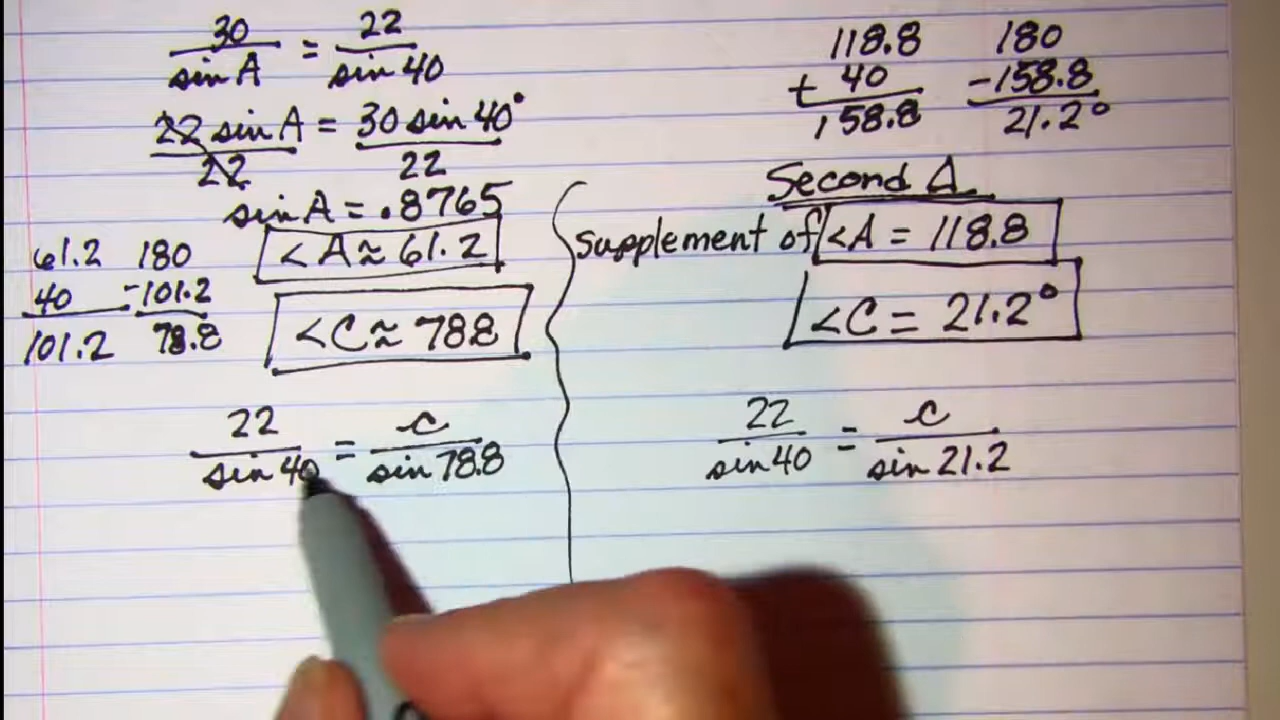 30/sin A = 22/sin 40
22 sin A/22 = 30 sin 40°/22
sin A = .8765
<A ≈ 61.2
61.2
40
101.2
180
-101.2
78.8
<C ≈ 788
22/sin 40 = c/sin 78.8
118.8
+ 40
158.8
180
-158.8
21.2°
Second Δ
Supplement of <A = 118.8
<C = 21.2°
22/sin 40 = c/sin 21.2